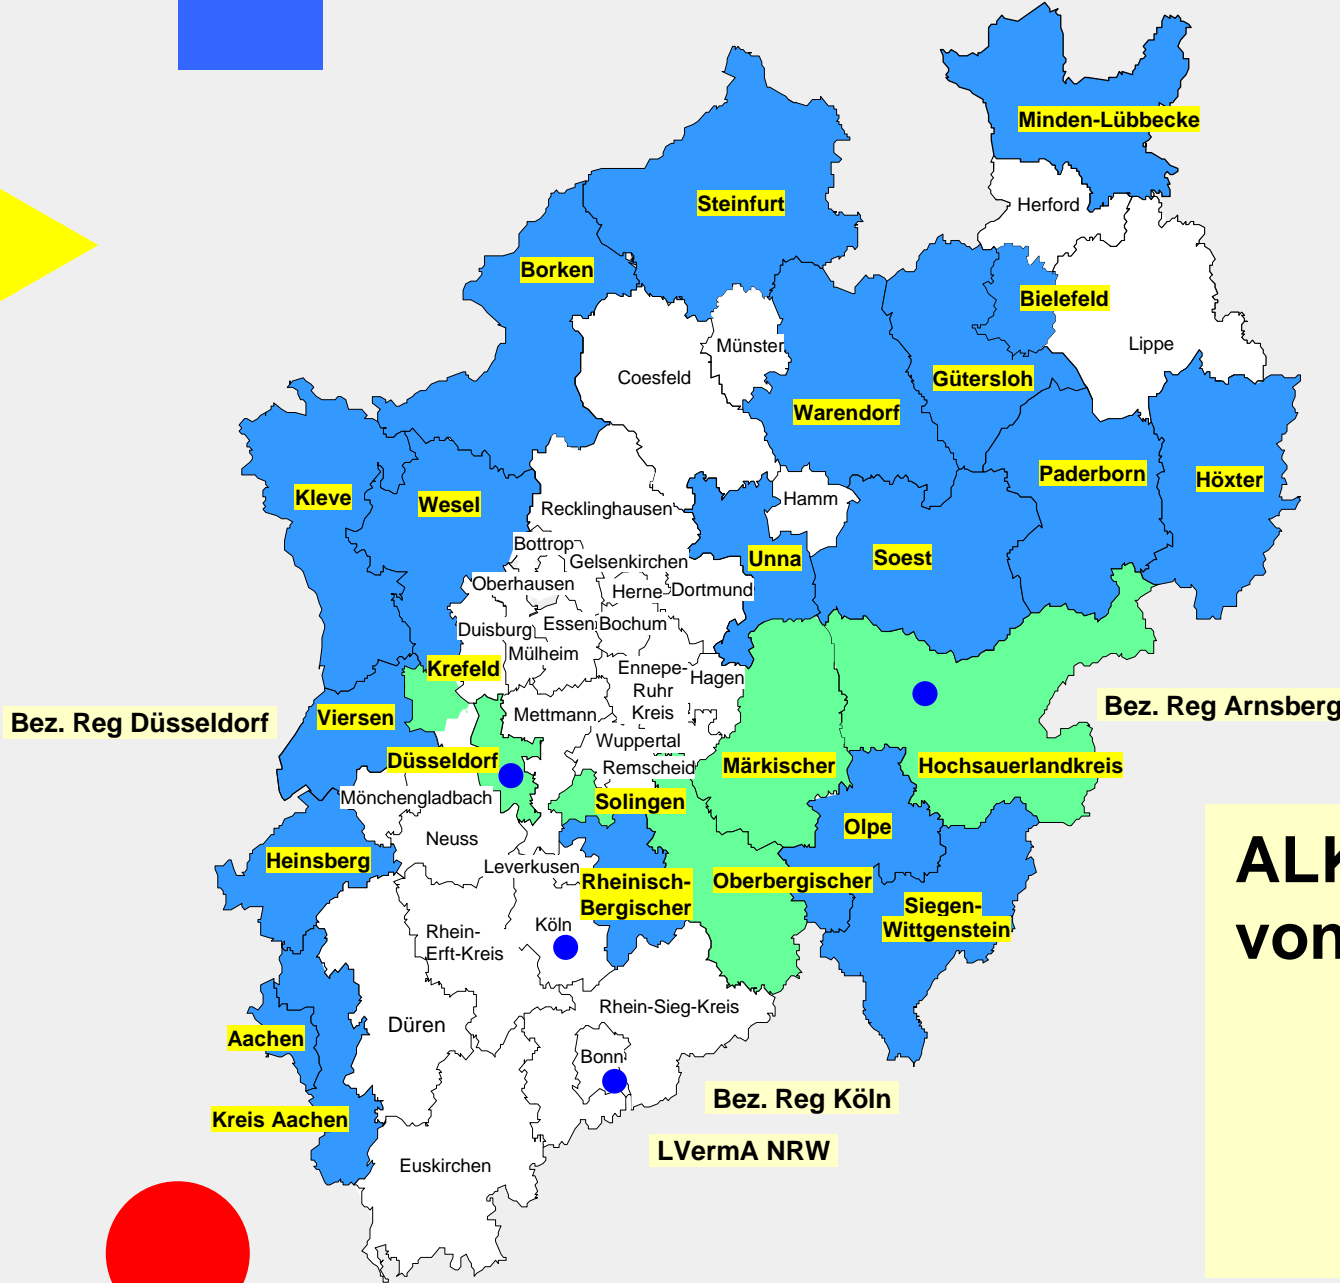 Minden-Lübbecke
Steinfurt
Herford
Borken
Bielefeld
Lippe
Münster
Coesfeld
Gütersloh
Warendorf
Paderborn
Höxter
Kleve
Wesel
Hamm
Recklinghausen
Bottrop
Unna
Soest
Gelsenkirchen
Oberhausen
Herne
Dortmund
Duisburg
Essen
Bochum
Mülheim
Krefeld
Ennepe-
Ruhr
Kreis
Hagen
Bez. Reg Düsseldorf
Viersen
Mettmann
Bez. Reg Arnsberg
Wuppertal
Düsseldorf
Remscheid
Märkischer
Hochsauerlandkreis
Mönchengladbach
Solingen
Neuss
Olpe
Heinsberg
Leverkusen
Rheinisch-
Bergischer
Oberbergischer
ALK
von
Siegen-
Wittgenstein
Rhein-
Erft-Kreis
Köln
Rhein-Sieg-Kreis
Düren
Aachen
Bonn
Bez. Reg Köln
Kreis Aachen
LVermA NRW
Euskirchen